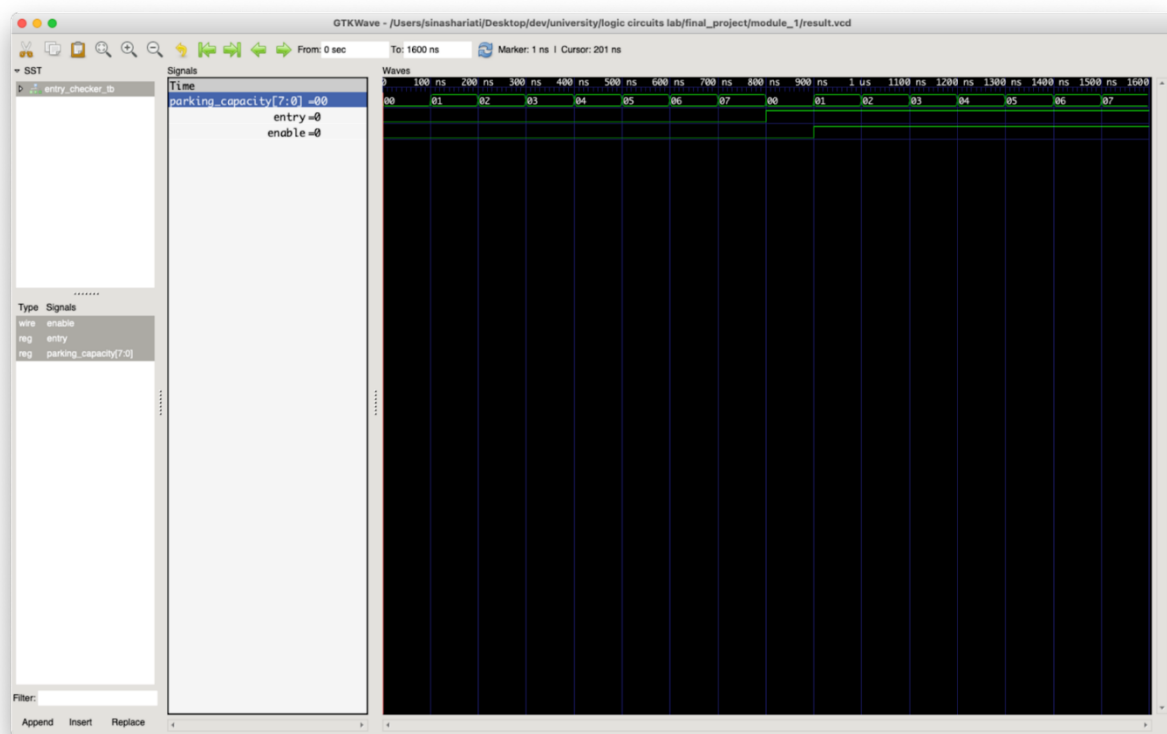 GTKWave - /Users/sinashariati/Desktop/dev/university/logic circuits lab/final_project/module_1/result.vcd
From: 0 sec To: 1600 ns Marker: 1 ns | Cursor: 201 ns
SST
entry_checker_tb
Type Signals
wire enable
reg entry
reg parking_capacity[7:0]
Filter:
Append Insert Replace
Signals
Time
parking_capacity[7:0] =00
entry =0
enable =0
Waves
100 ns 200 ns 300 ns 400 ns 500 ns 600 ns 700 ns 800 ns 900 ns 1 us 1100 ns 1200 ns 1300 ns 1400 ns 1500 ns 1600
00 01 02 03 04 05 06 07 00 01 02 03 04 05 06 07